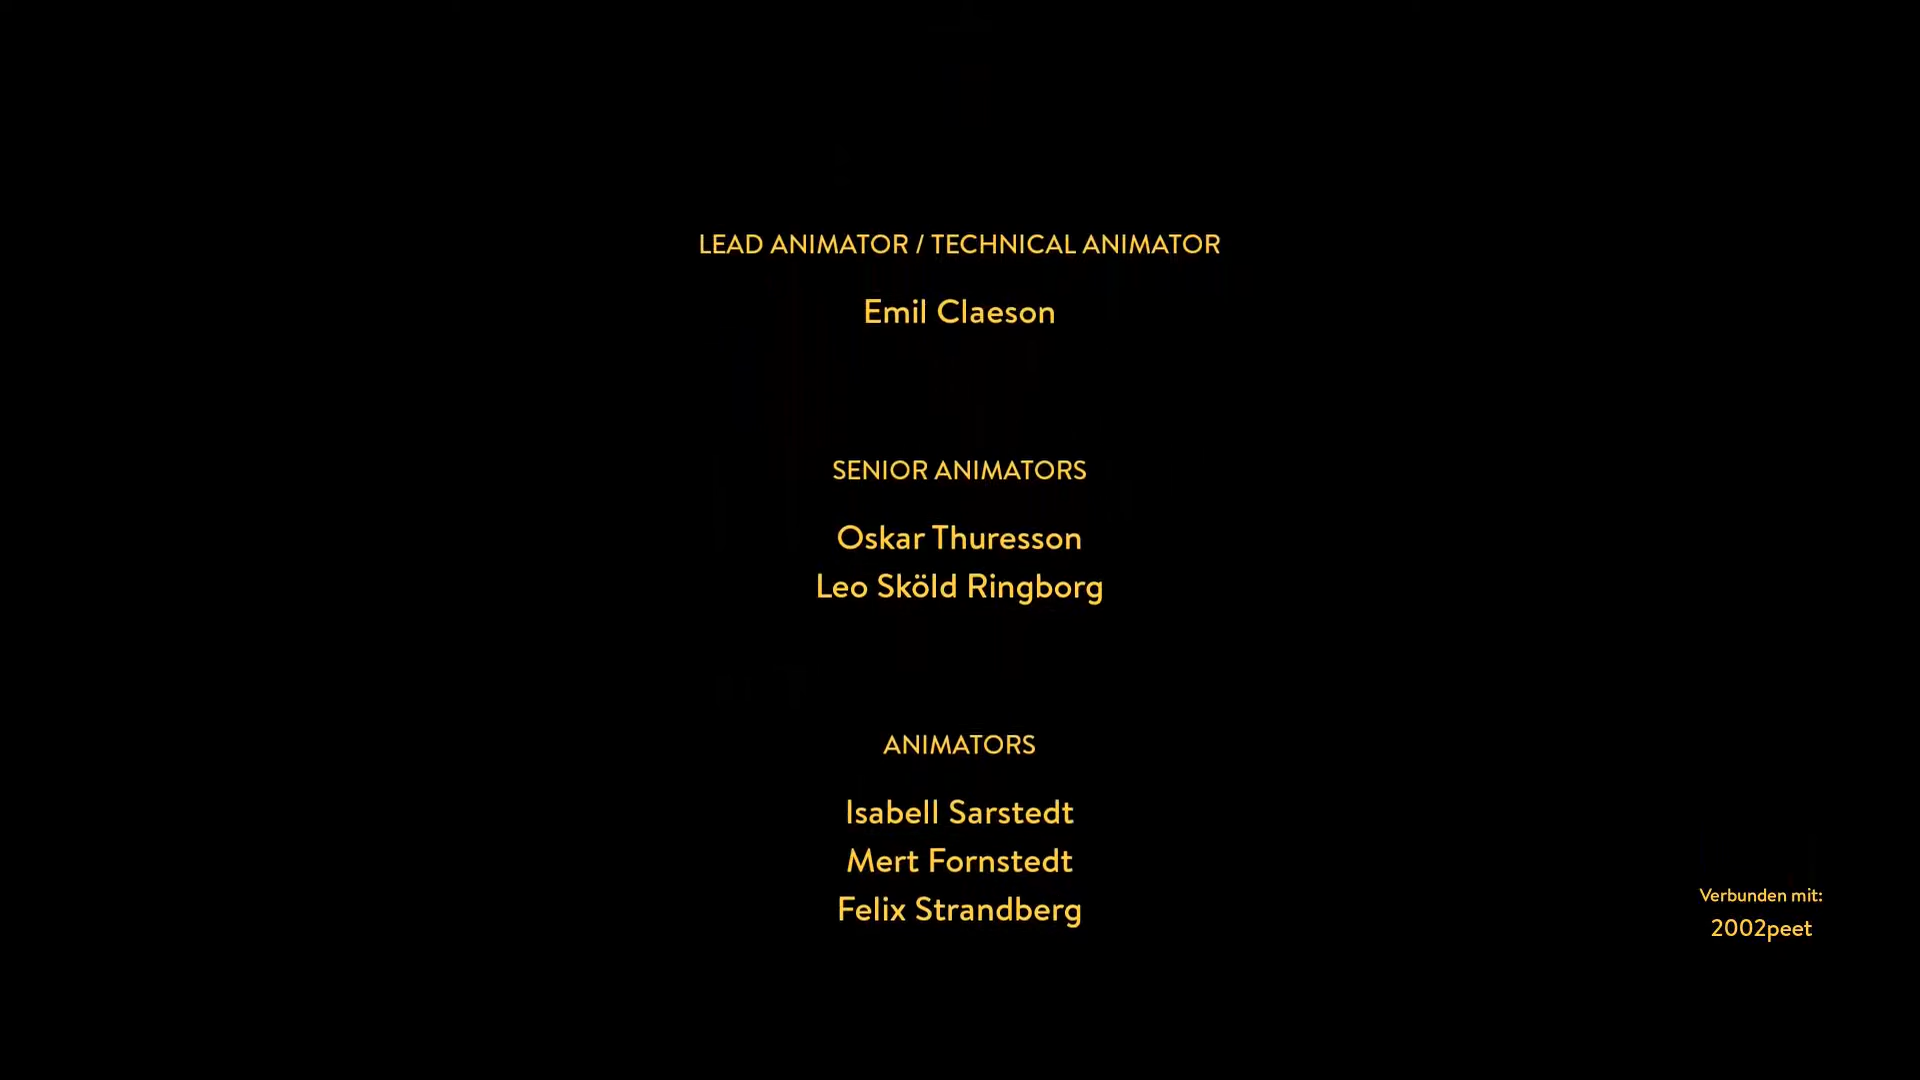 LEAD ANIMATOR / TECHNICAL ANIMATOR
Emil Claeson
SENIOR ANIMATORS
Oskar Thuresson
Leo Sköld Ringborg
ANIMATORS
Isabell Sarstedt
Mert Fornstedt
Felix Strandberg
Verbunden mit:
2002peet